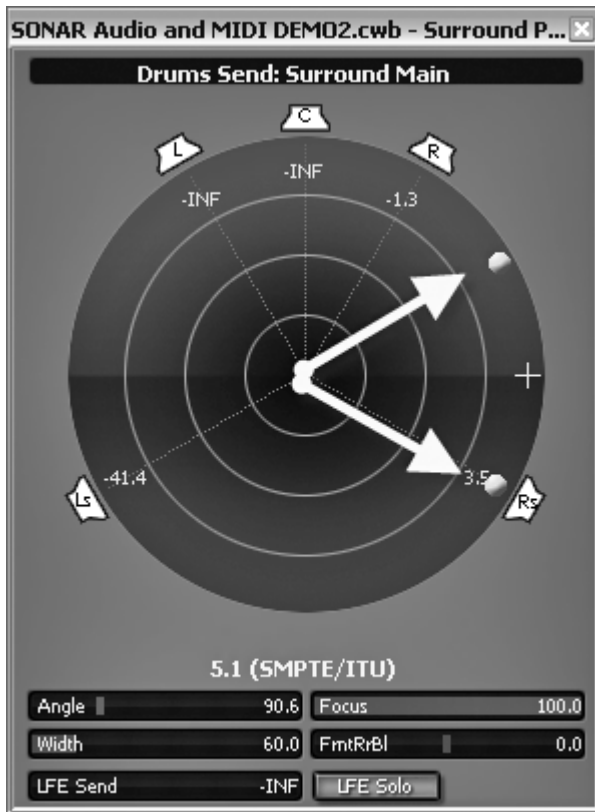 SONAR Audio and MIDI DEMO2.cwb - Surround P...
Drums Send: Surround Main
C
L
R
-INF
-INF
-1.3
-41.4
3.5
Ls
Rs
5.1 (SMPTE/ITU)
Angle 90.6 Focus 100.0
Width 60.0 FrntRrBl 0.0
LFE Send -INF LFE Solo